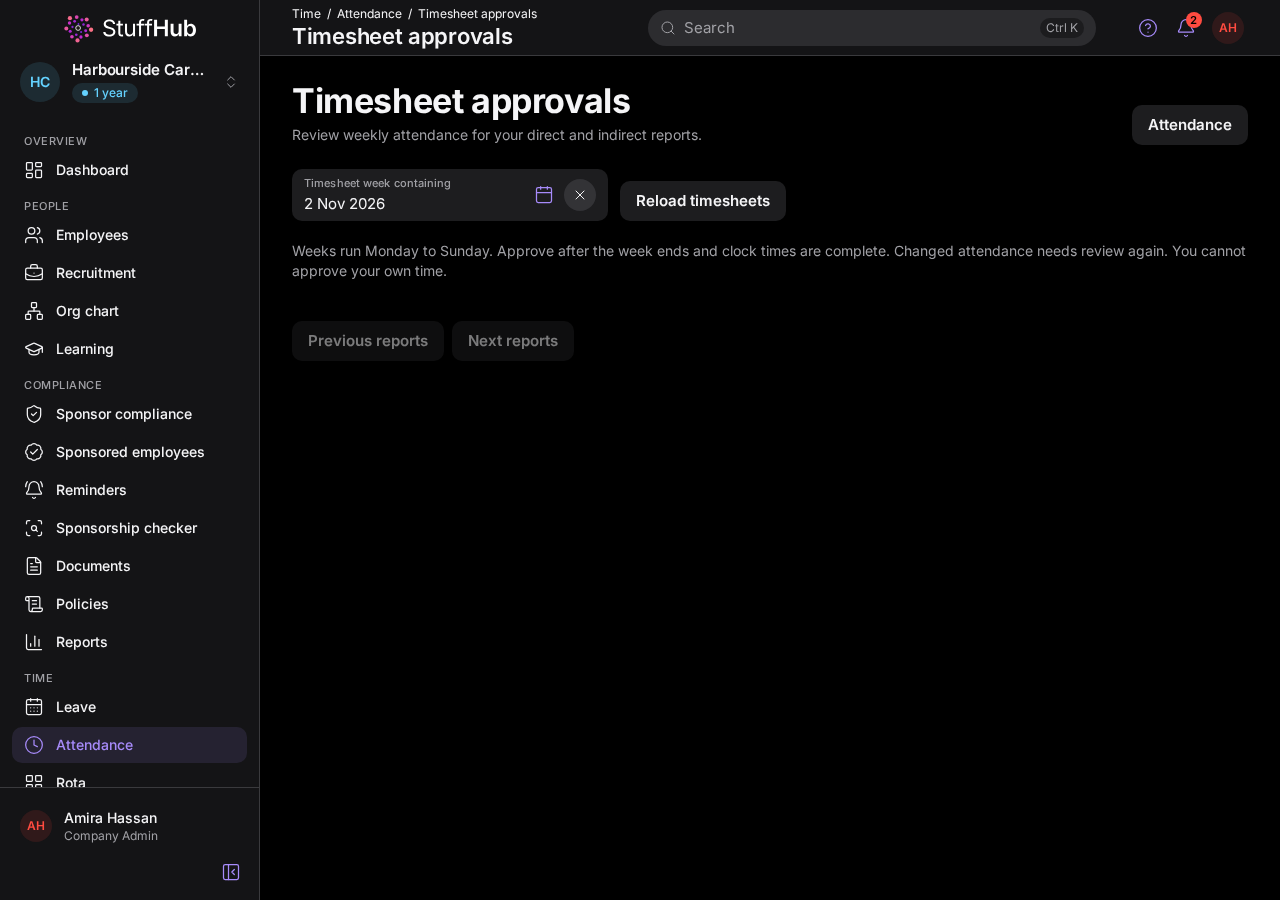 StuffHub
HC
Harbourside Car...
1 year
OVERVIEW
Dashboard
PEOPLE
Employees
Recruitment
Org chart
Learning
COMPLIANCE
Sponsor compliance
Sponsored employees
Reminders
Sponsorship checker
Documents
Policies
Reports
TIME
Leave
Attendance
Rota
AH
Amira Hassan
Company Admin
Time / Attendance / Timesheet approvals
Timesheet approvals
Search
Ctrl K
2
AH
Timesheet approvals
Review weekly attendance for your direct and indirect reports.
Attendance
Timesheet week containing
2 Nov 2026
Reload timesheets
Weeks run Monday to Sunday. Approve after the week ends and clock times are complete. Changed attendance needs review again. You cannot
approve your own time.
Previous reports
Next reports